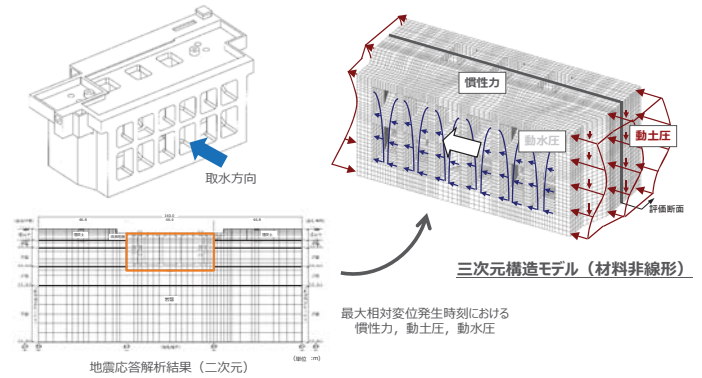 取水方向
慣性力
動水圧
動土圧
評価断面
三次元構造モデル（材料非線形）
最大相対変位発生時刻における
慣性力，動土圧，動水圧
地震応答解析結果（二次元）
（単位 :m）